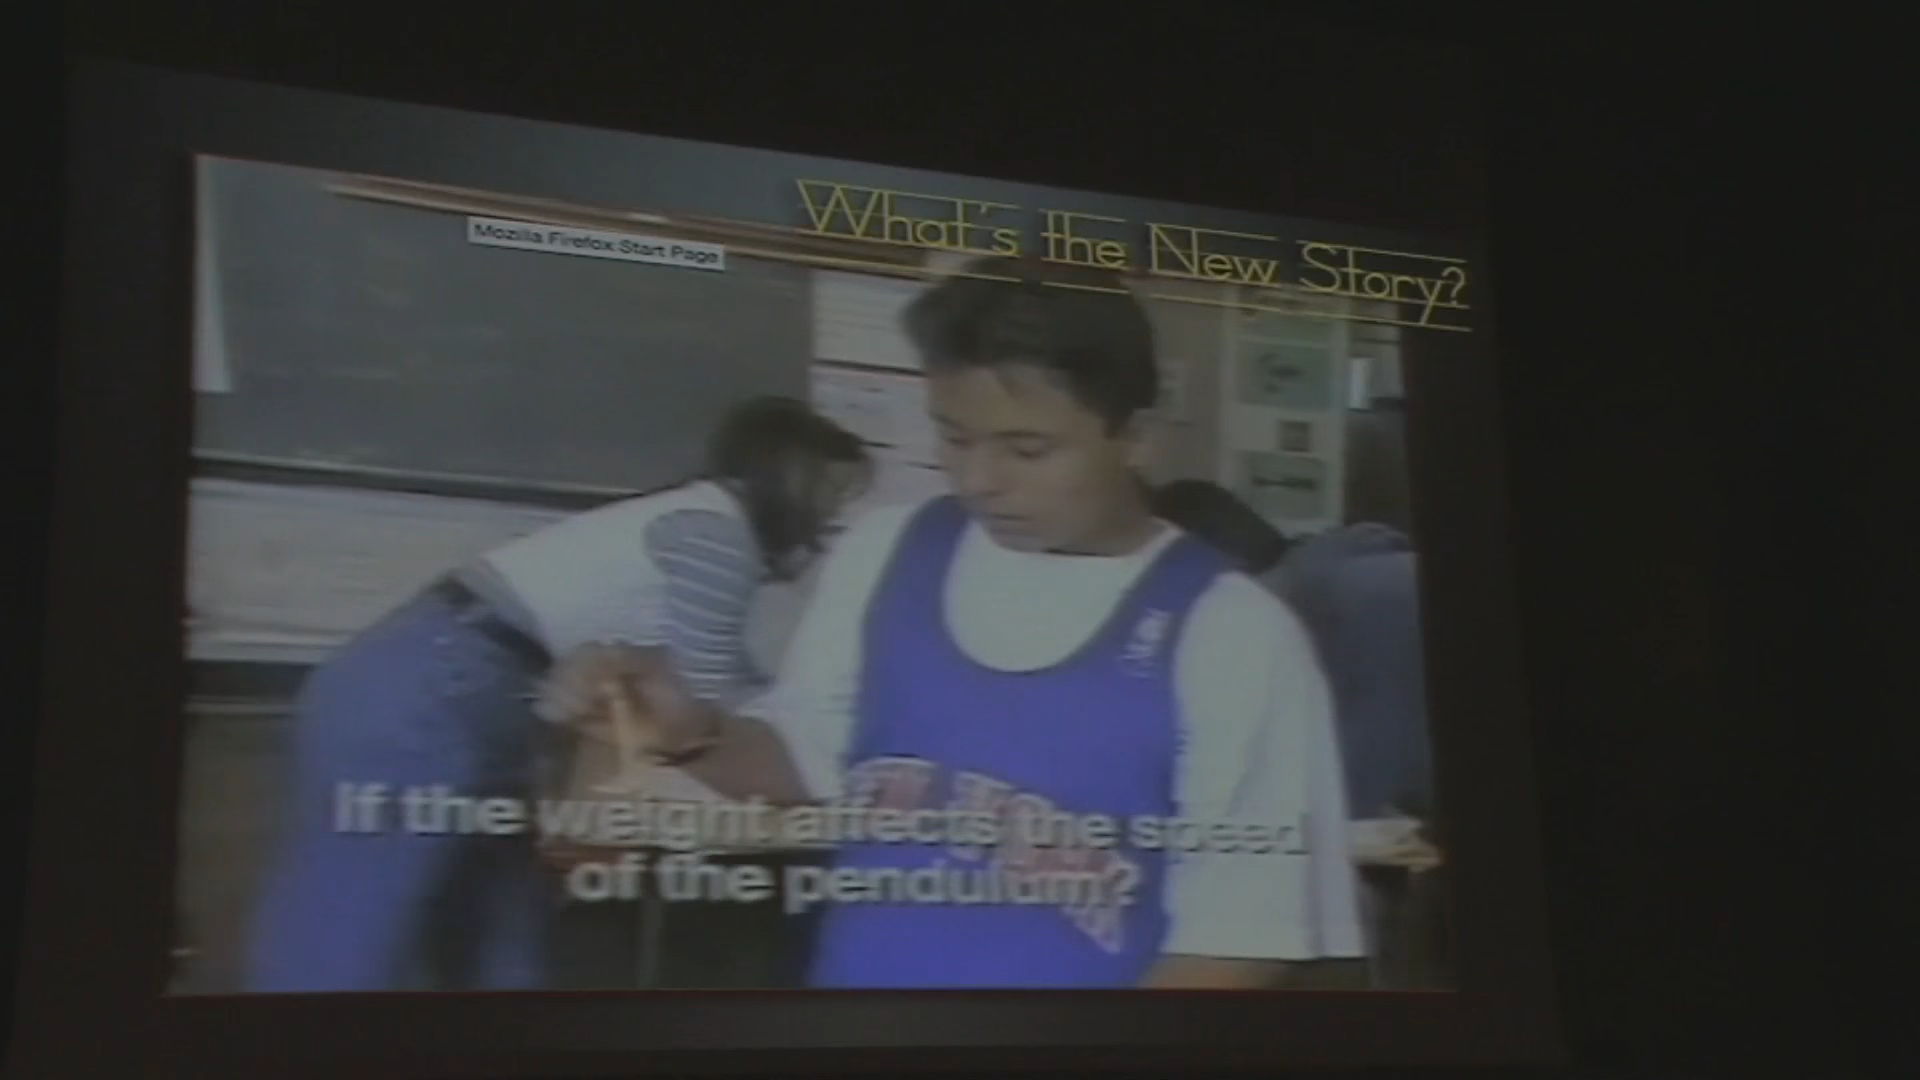 What's the New Story?
Mozilla Firefox Start Page
If the weight affects the speed
of the pendulum?